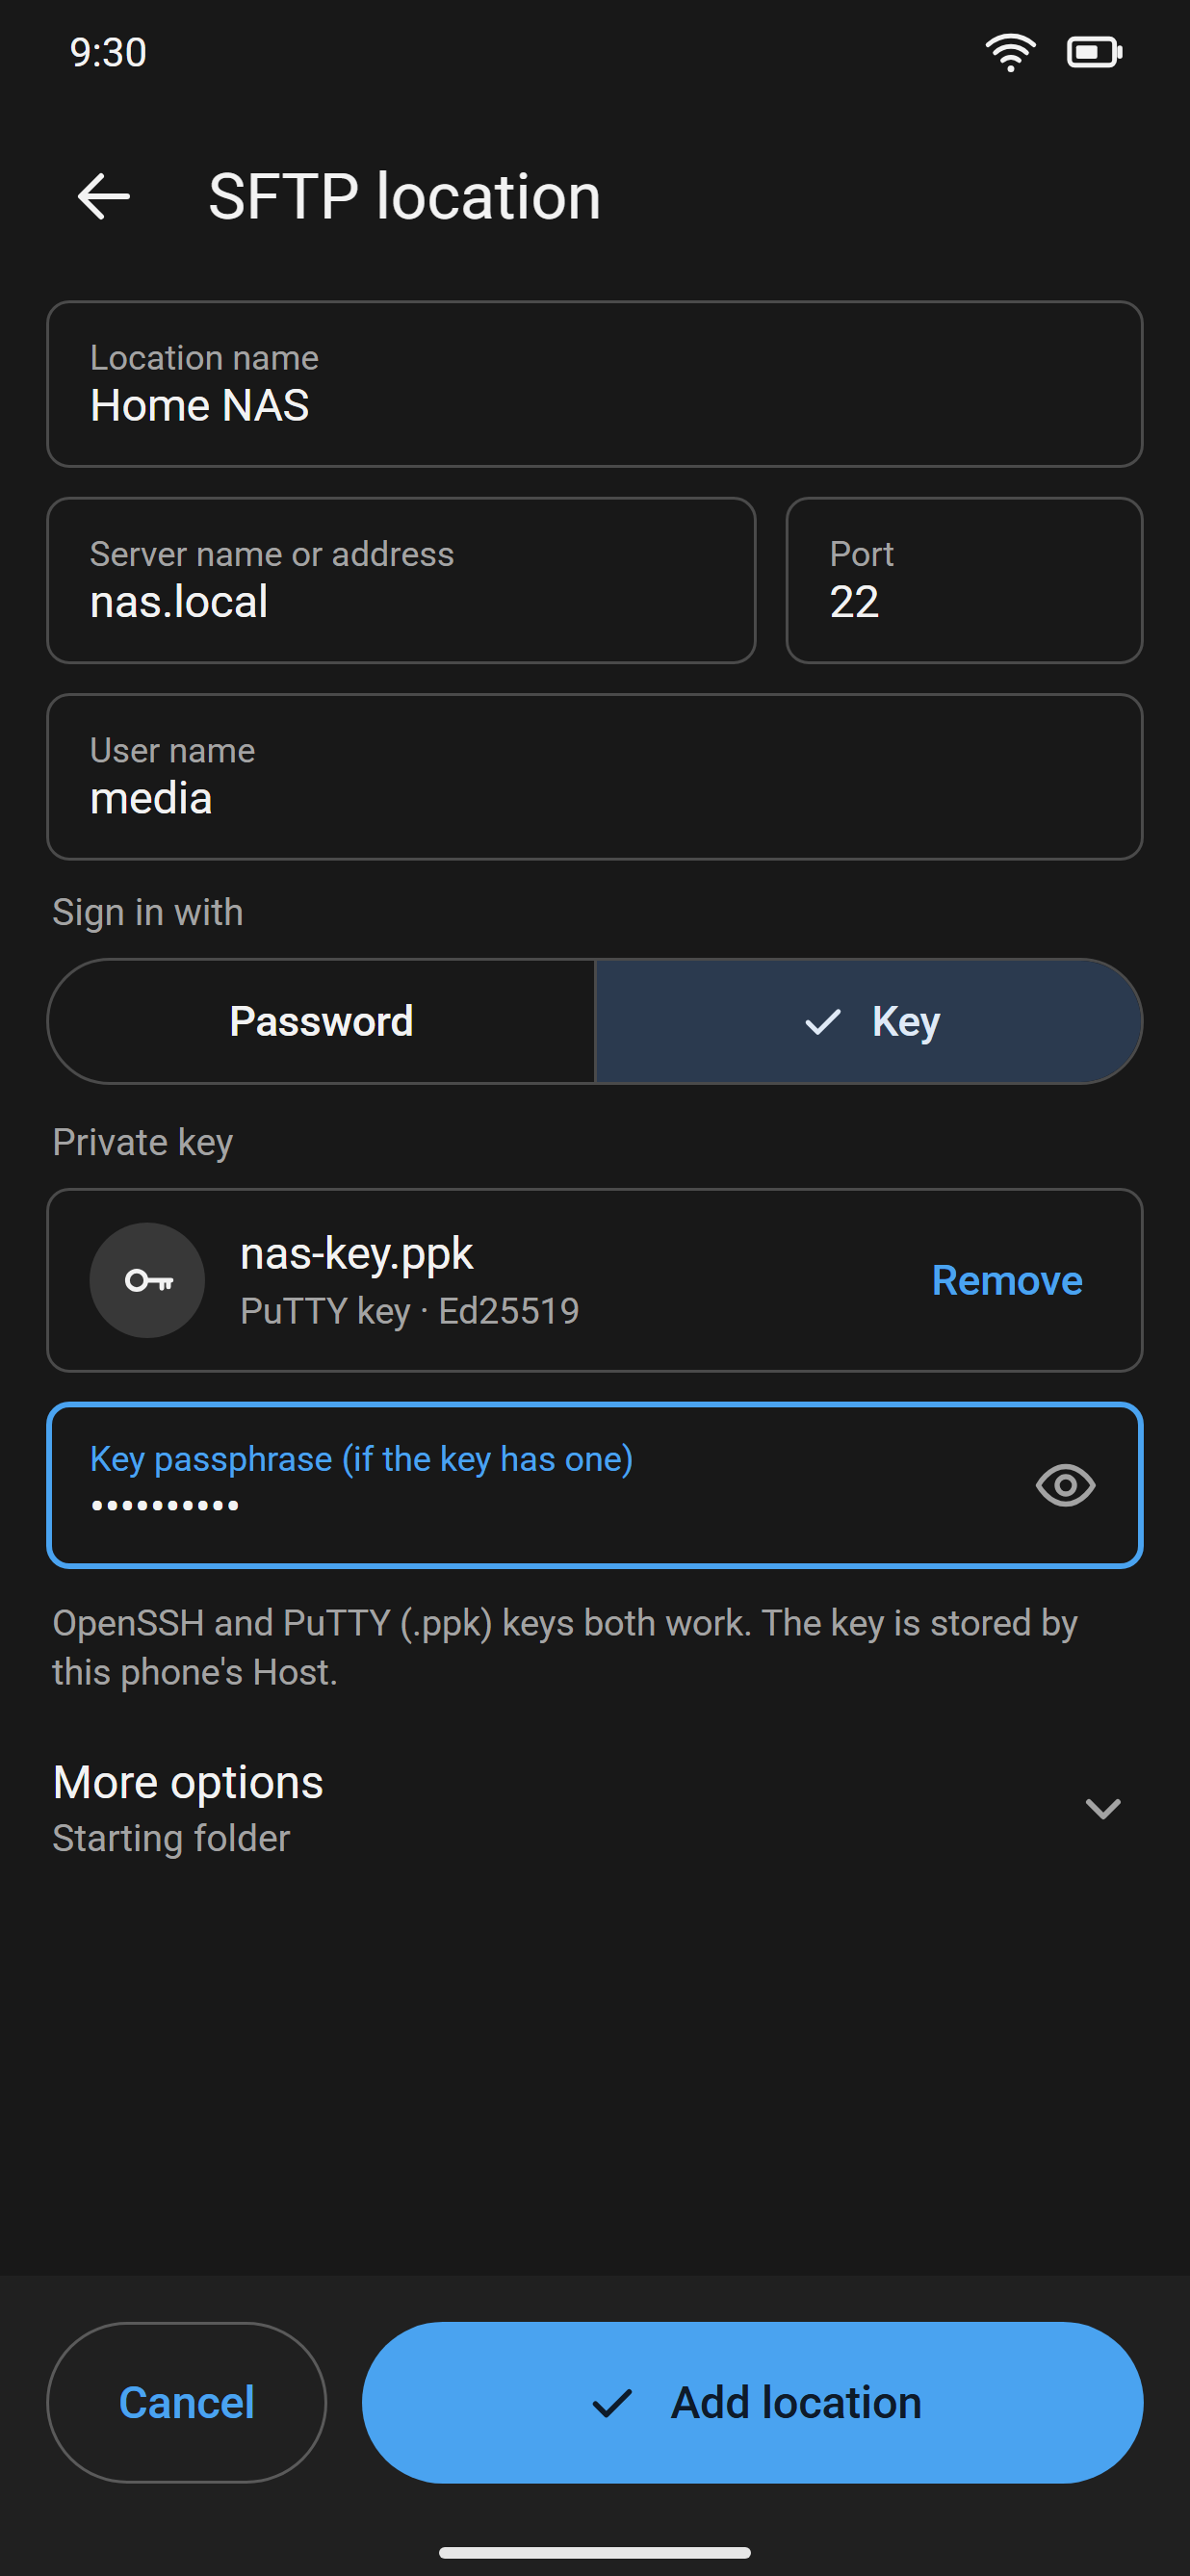 9:30
SFTP location
Location name
Home NAS
Server name or address
nas.local
Port
22
User name
media
Sign in with
Password
Key
Private key
nas-key.ppk
PuTTY key · Ed25519
Remove
Key passphrase (if the key has one)
••••••••••
OpenSSH and PuTTY (.ppk) keys both work. The key is stored by
this phone's Host.
More options
Starting folder
Cancel
Add location